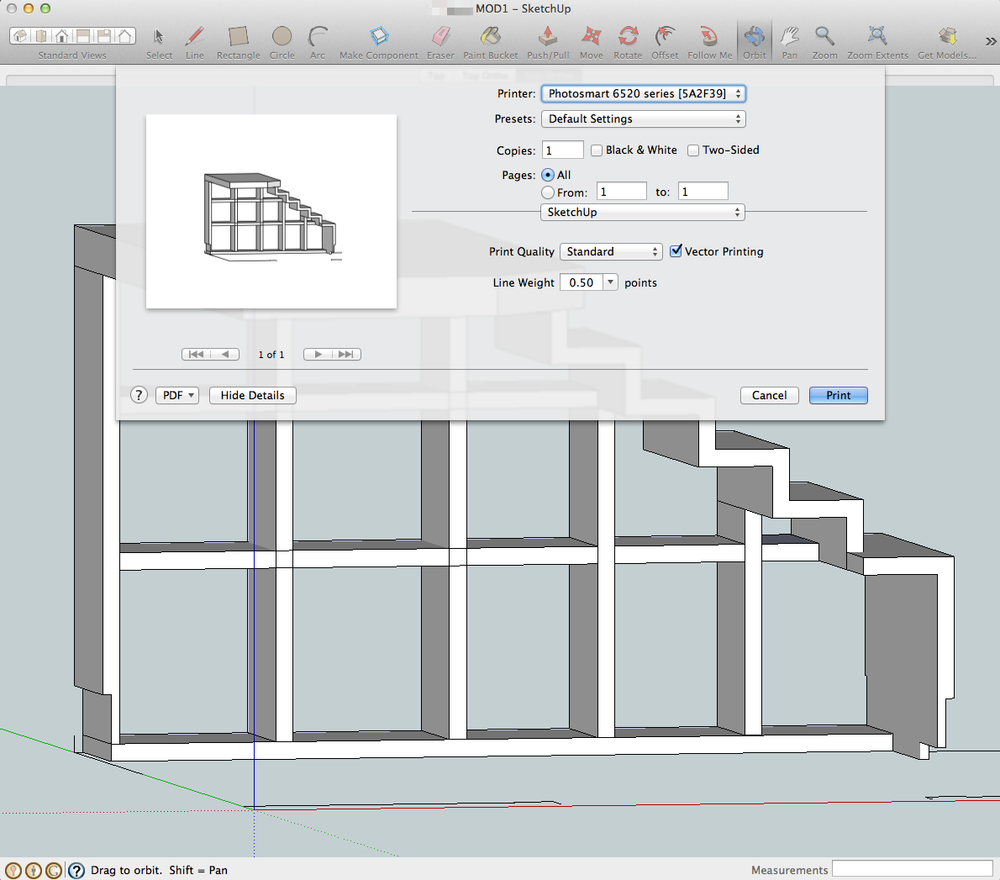 MOD1 – SketchUp
Standard Views Select Line Rectangle Circle Arc Make Component Eraser Paint Bucket Push/Pull Move Rotate Offset Follow Me Orbit Pan Zoom Zoom Extents Get Models...
Printer: Photosmart 6520 series [5A2F39]
Presets: Default Settings
Copies: 1 Black & White Two-Sided
Pages: All
From: 1 to: 1
SketchUp
Print Quality Standard Vector Printing
Line Weight 0.50 points
1 of 1
? PDF Hide Details Cancel Print
? Drag to orbit. Shift = Pan Measurements